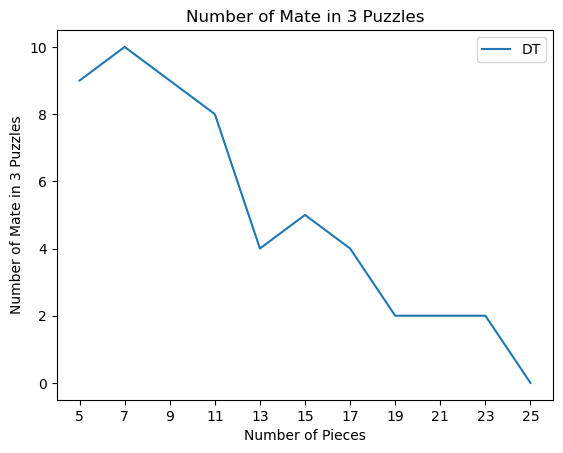 Number of Mate in 3 Puzzles
DT
10
8
6
4
2
0
Number of Mate in 3 Puzzles
5 7 9 11 13 15 17 19 21 23 25
Number of Pieces